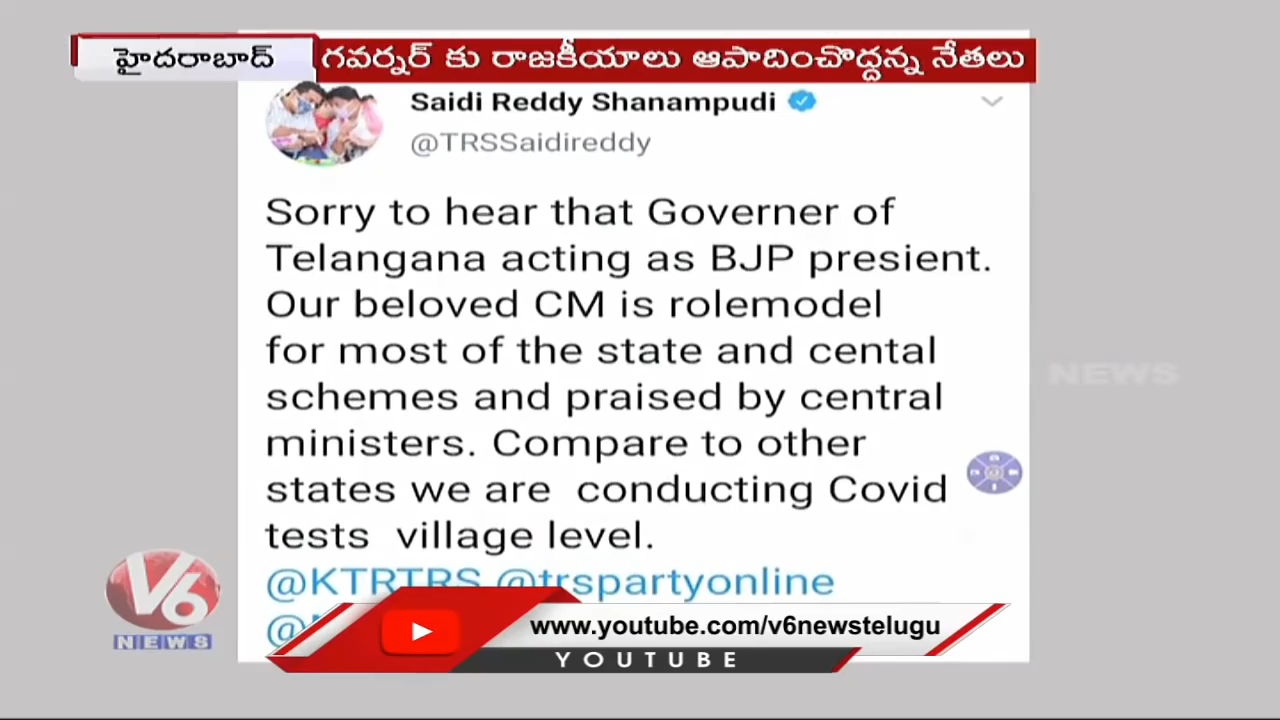 హైదరాబాద్
గవర్నర్ కు రాజకీయాలు ఆపాదించొద్దన్న నేతలు
Saidi Reddy Shanampudi
@TRSSaidireddy
Sorry to hear that Governer of
Telangana acting as BJP presient.
Our beloved CM is rolemodel
for most of the state and cental
schemes and praised by central
ministers. Compare to other
states we are conducting Covid
tests village level.
@KTRTRS @trspartyonline
NEWS
V6
NEWS
www.youtube.com/v6newstelugu
YOUTUBE